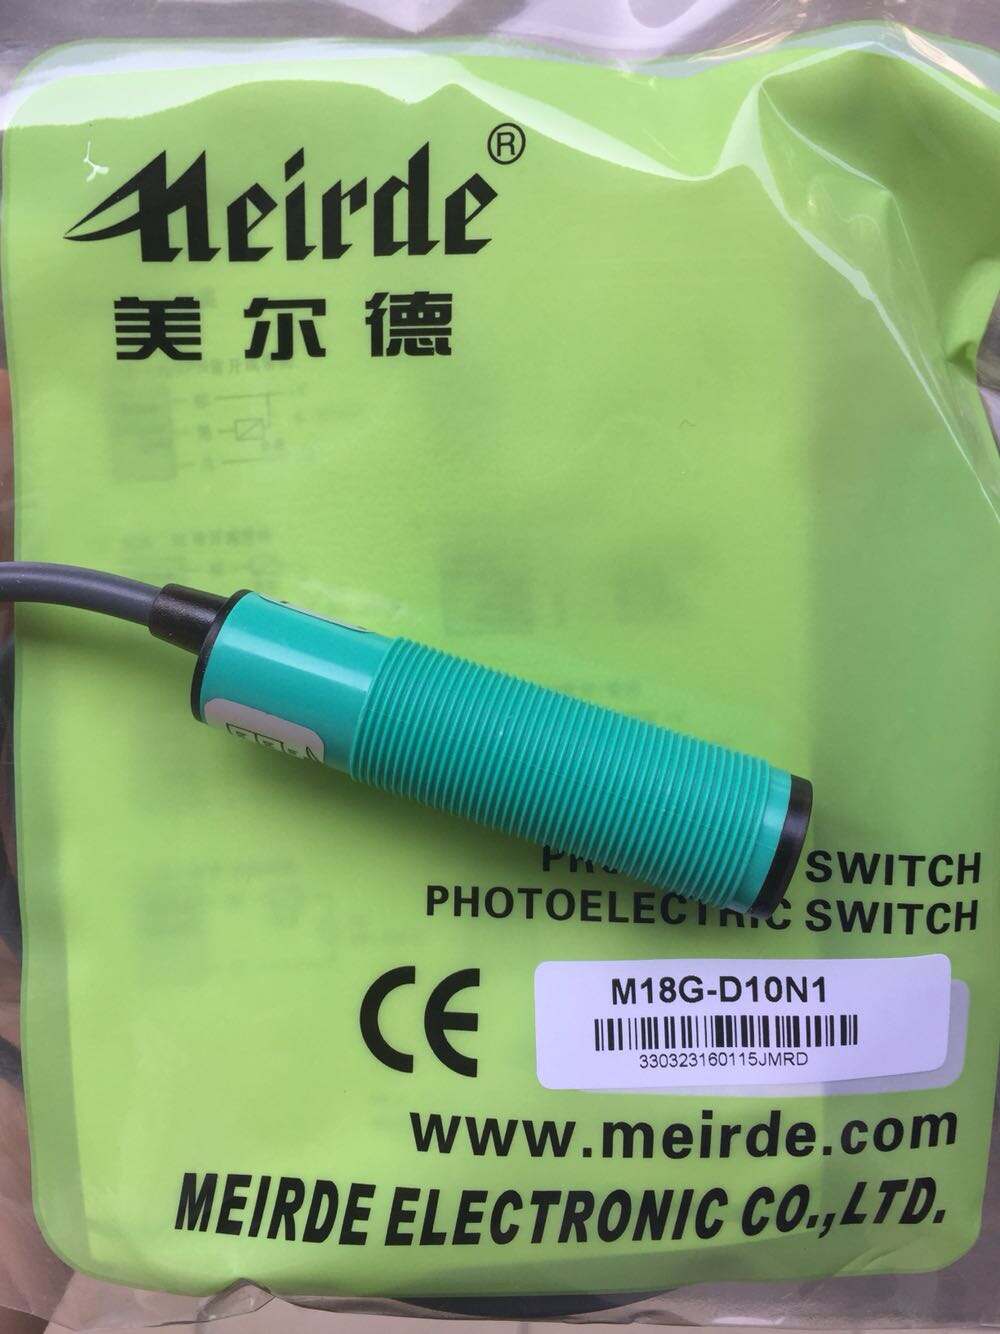 Meirde®
美尔德
SWITCH
PHOTOELECTRIC SWITCH
CE
M18G-D10N1
330323160115JMRD
www.meirde.com
MEIRDE ELECTRONIC CO.,LTD.